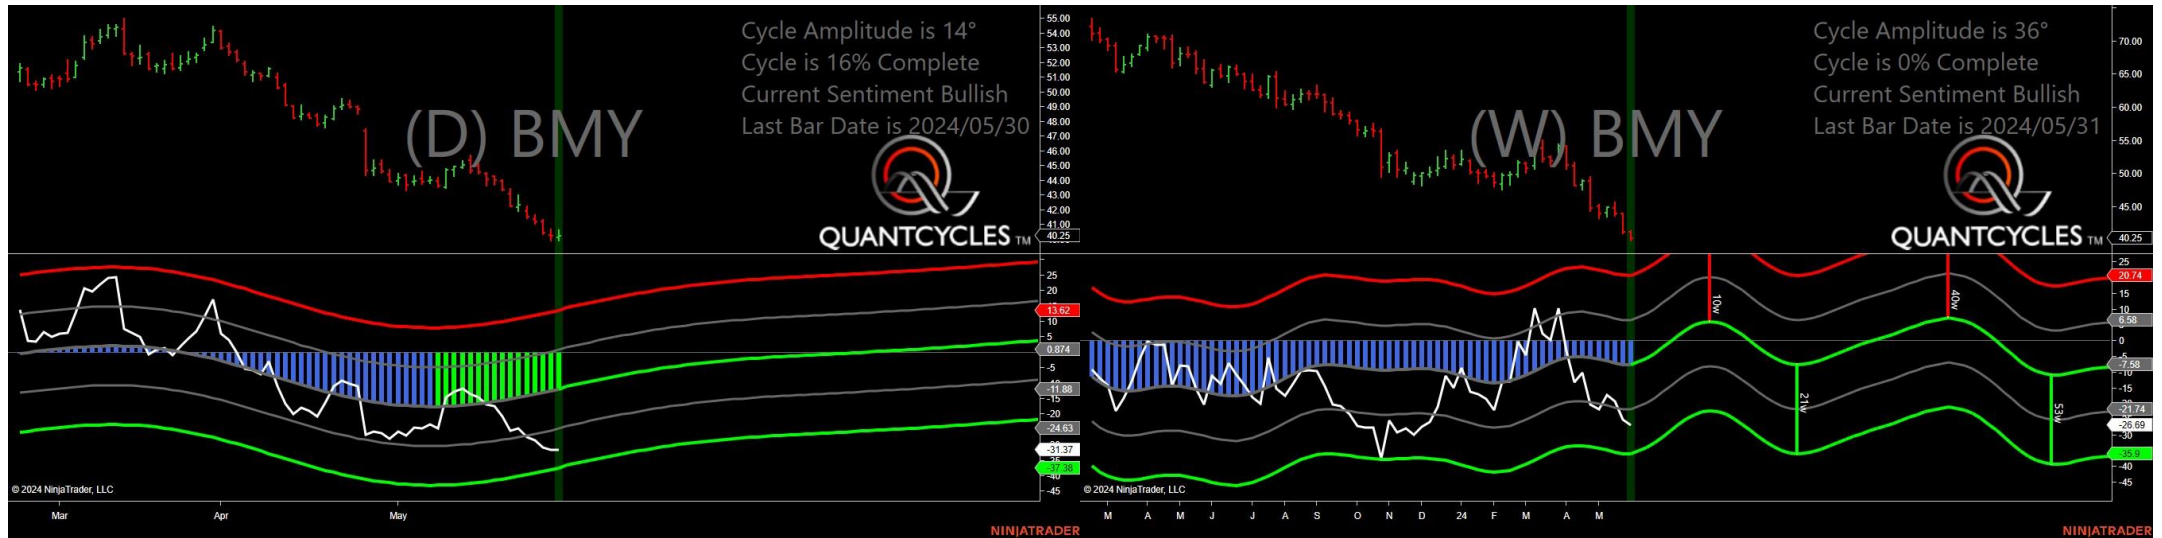 Cycle Amplitude is 14°
Cycle is 16% Complete
Current Sentiment Bullish
Last Bar Date is 2024/05/30
(D) BMY
QUANTCYCLES TM
55.00
54.00
53.00
52.00
51.00
50.00
49.00
48.00
47.00
46.00
45.00
44.00
43.00
42.00
41.00
40.25
25
20
13.62
10
5
0.874
-5
-11.88
-15
-20
-24.63
-31.37
-37.38
-40
-45
© 2024 NinjaTrader, LLC
Mar Apr May
NINJATRADER
Cycle Amplitude is 36°
Cycle is 0% Complete
Current Sentiment Bullish
Last Bar Date is 2024/05/31
(W) BMY
QUANTCYCLES TM
70.00
65.00
60.00
55.00
50.00
45.00
40.25
25
20.74
15
10
6.58
0
-7.58
-10
-15
-21.74
-26.69
-30
-35.9
-40
-45
10w
21w
40w
53w
© 2024 NinjaTrader, LLC
M A M J J A S O N D 24 F M A M
NINJATRADER